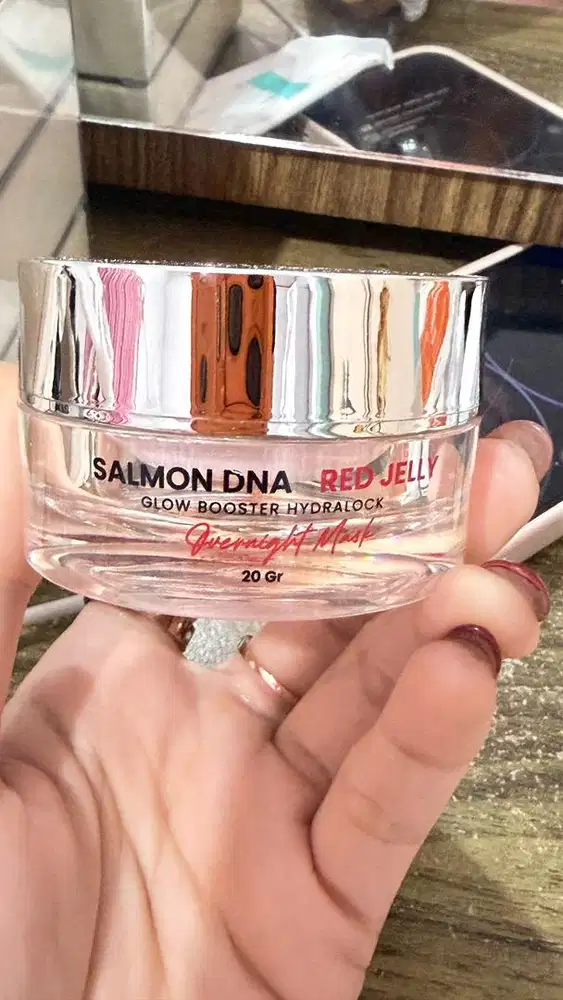 SALMON DNA RED JELLY
GLOW BOOSTER HYDRALOCK
Overnight Mask
20 Gr